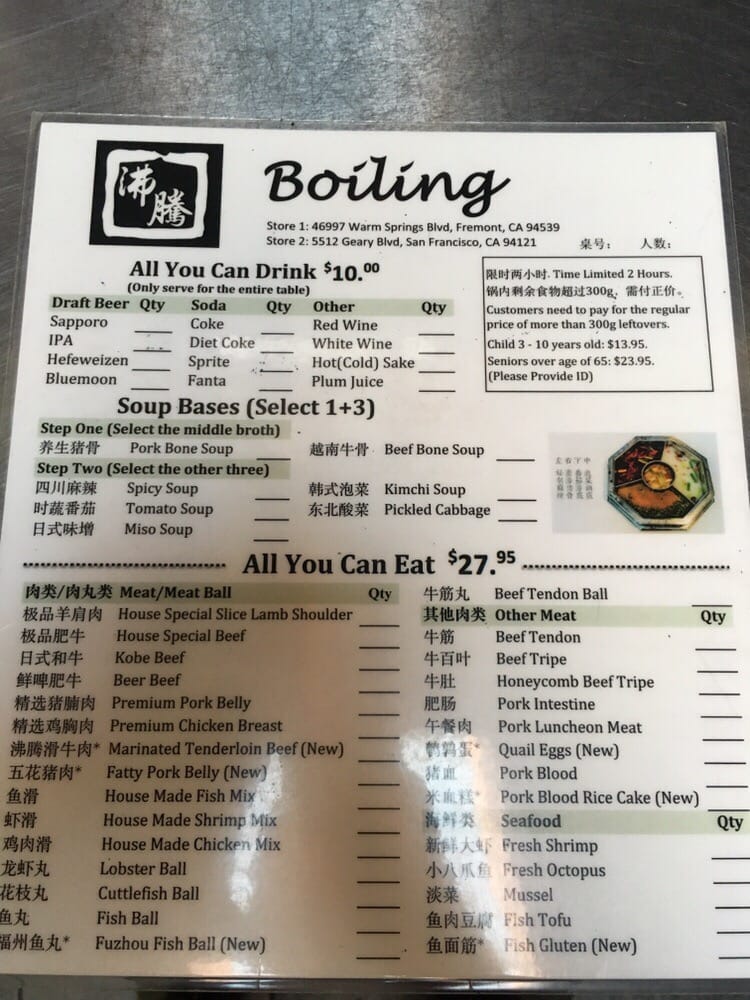 沸腾
Boiling
Store 1: 46997 Warm Springs Blvd, Fremont, CA 94539
Store 2: 5512 Geary Blvd, San Francisco, CA 94121
桌号： 人数：
All You Can Drink $10.00
(Only serve for the entire table)
Draft Beer Qty Soda Qty Other Qty
Sapporo Coke Red Wine
IPA Diet Coke White Wine
Hefeweizen Sprite Hot(Cold) Sake
Bluemoon Fanta Plum Juice
限时两小时. Time Limited 2 Hours.
锅内剩余食物超过300g，需付正价。
Customers need to pay for the regular
price of more than 300g leftovers.
Child 3 - 10 years old: $13.95.
Seniors over age of 65: $23.95.
(Please Provide ID)
Soup Bases (Select 1+3)
Step One (Select the middle broth)
养生猪骨 Pork Bone Soup 越南牛骨 Beef Bone Soup
Step Two (Select the other three)
四川麻辣 Spicy Soup 韩式泡菜 Kimchi Soup
时蔬番茄 Tomato Soup 东北酸菜 Pickled Cabbage
日式味增 Miso Soup
左 右 下 中
All You Can Eat $27.95
肉类/肉丸类 Meat/Meat Ball Qty
极品羊肩肉 House Special Slice Lamb Shoulder
极品肥牛 House Special Beef
日式和牛 Kobe Beef
鲜啤肥牛 Beer Beef
精选猪腩肉 Premium Pork Belly
精选鸡胸肉 Premium Chicken Breast
沸腾滑牛肉* Marinated Tenderloin Beef (New)
五花猪肉* Fatty Pork Belly (New)
鱼滑 House Made Fish Mix
虾滑 House Made Shrimp Mix
鸡肉滑 House Made Chicken Mix
龙虾丸 Lobster Ball
花枝丸 Cuttlefish Ball
鱼丸 Fish Ball
福州鱼丸* Fuzhou Fish Ball (New)
牛筋丸 Beef Tendon Ball
其他肉类 Other Meat Qty
牛筋 Beef Tendon
牛百叶 Beef Tripe
牛肚 Honeycomb Beef Tripe
肥肠 Pork Intestine
午餐肉 Pork Luncheon Meat
鹌鹑蛋* Quail Eggs (New)
猪血 Pork Blood
米血糕* Pork Blood Rice Cake (New)
海鲜类 Seafood Qty
新鲜大虾 Fresh Shrimp
小八爪鱼 Fresh Octopus
淡菜 Mussel
鱼肉豆腐 Fish Tofu
鱼面筋* Fish Gluten (New)